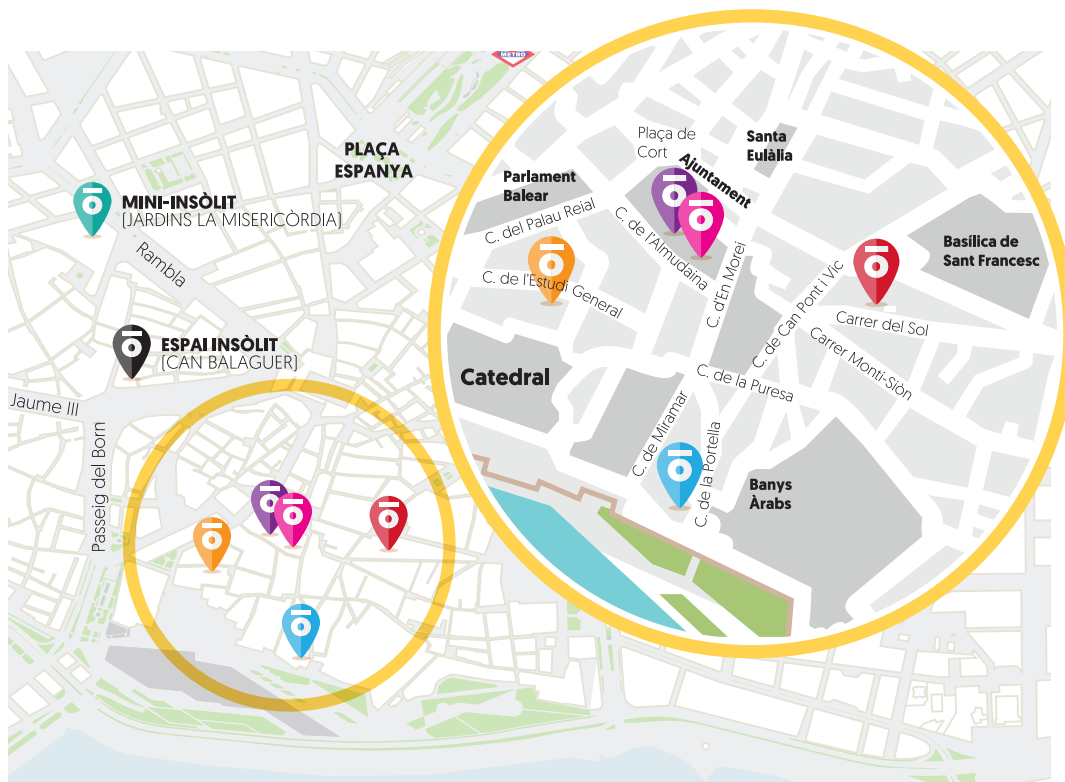 METRO
PLAÇA
ESPANYA
MINI-INSÒLIT
[JARDINS LA MISERICÒRDIA]
Rambla
ESPAI INSÒLIT
[CAN BALAGUER]
Jaume III
Passeig del Born
Plaça de
Cort
Santa
Eulàlia
Ajuntament
Parlament
Balear
C. del Palau Reial
C. de l'Almudaina
C. d'En Morei
C. de l'Estudi General
Basílica de
Sant Francesc
C. de Can Pont i Vic
Carrer del Sol
Carrer Monti-Siòn
Catedral
C. de la Puresa
C. de Miramar
C. de la Portella
Banys
Àrabs